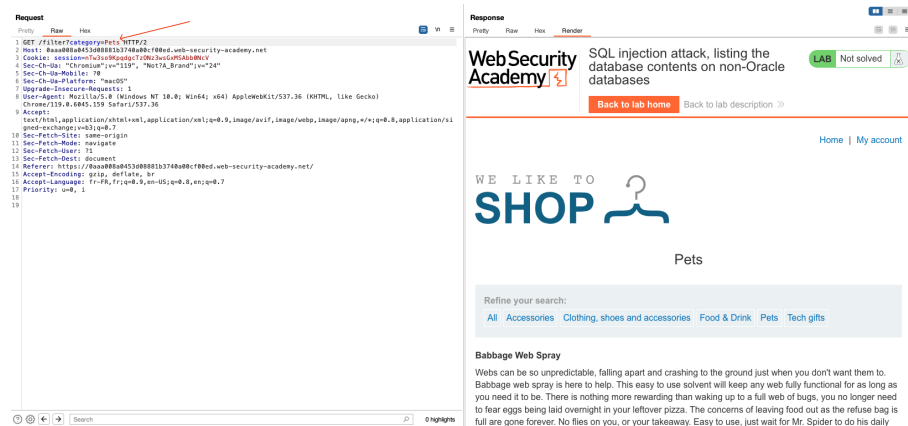 Request
Pretty Raw Hex
\n
1 GET /filter?category=Pets HTTP/2
2 Host: 0aaa008a0453d08881b3740a00cf00ed.web-security-academy.net
3 Cookie: session=nTw3so9KpqdgcTzONz3wsGxMSAbb0NcV
4 Sec-Ch-Ua: "Chromium";v="119", "Not?A_Brand";v="24"
5 Sec-Ch-Ua-Mobile: ?0
6 Sec-Ch-Ua-Platform: "macOS"
7 Upgrade-Insecure-Requests: 1
8 User-Agent: Mozilla/5.0 (Windows NT 10.0; Win64; x64) AppleWebKit/537.36 (KHTML, like Gecko)
Chrome/119.0.6045.159 Safari/537.36
9 Accept:
text/html,application/xhtml+xml,application/xml;q=0.9,image/avif,image/webp,image/apng,*/*;q=0.8,application/si
gned-exchange;v=b3;q=0.7
10 Sec-Fetch-Site: same-origin
11 Sec-Fetch-Mode: navigate
12 Sec-Fetch-User: ?1
13 Sec-Fetch-Dest: document
14 Referer: https://0aaa008a0453d08881b3740a00cf00ed.web-security-academy.net/
15 Accept-Encoding: gzip, deflate, br
16 Accept-Language: fr-FR,fr;q=0.9,en-US;q=0.8,en;q=0.7
17 Priority: u=0, i
18
19
Search
0 highlights
Response
Pretty Raw Hex Render
Web Security
Academy
SQL injection attack, listing the
database contents on non-Oracle
databases
LAB Not solved
Back to lab home Back to lab description
Home | My account
WE LIKE TO
SHOP
Pets
Refine your search:
All Accessories Clothing, shoes and accessories Food & Drink Pets Tech gifts
Babbage Web Spray
Webs can be so unpredictable, falling apart and crashing to the ground just when you don't want them to.
Babbage web spray is here to help. This easy to use solvent will keep any web fully functional for as long as
you need it to be. There is nothing more rewarding than waking up to a full web of bugs, you no longer need
to fear eggs being laid overnight in your leftover pizza. The concerns of leaving food out as the refuse bag is
full are gone forever. No flies on you, or your takeaway. Easy to use, just wait for Mr. Spider to do his daily